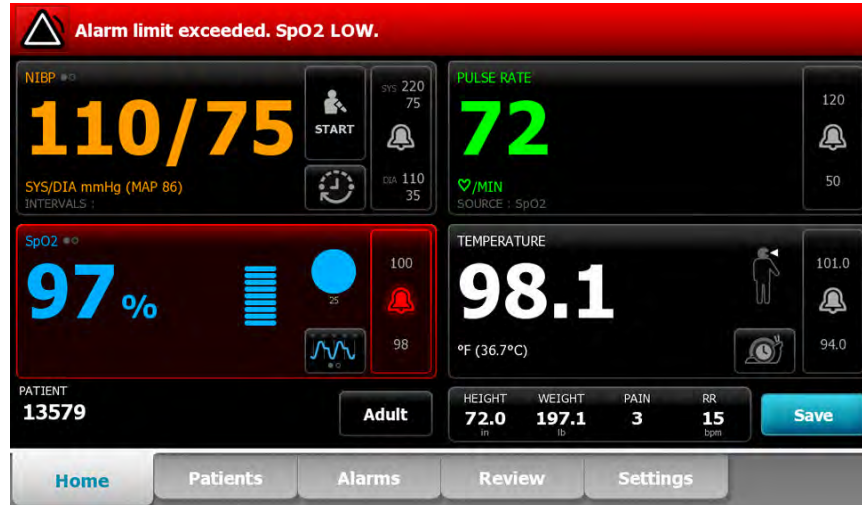 Alarm limit exceeded. SpO2 LOW.
NIBP
110/75
SYS/DIA mmHg (MAP 86)
INTERVALS :
START
SYS 220
75
DIA 110
35
PULSE RATE
72
/MIN
SOURCE : SpO2
120
50
SpO2
97%
25
100
98
TEMPERATURE
98.1
°F (36.7°C)
101.0
94.0
PATIENT
13579
Adult
HEIGHT WEIGHT PAIN RR
72.0 197.1 3 15
in lb bpm
Save
Home Patients Alarms Review Settings